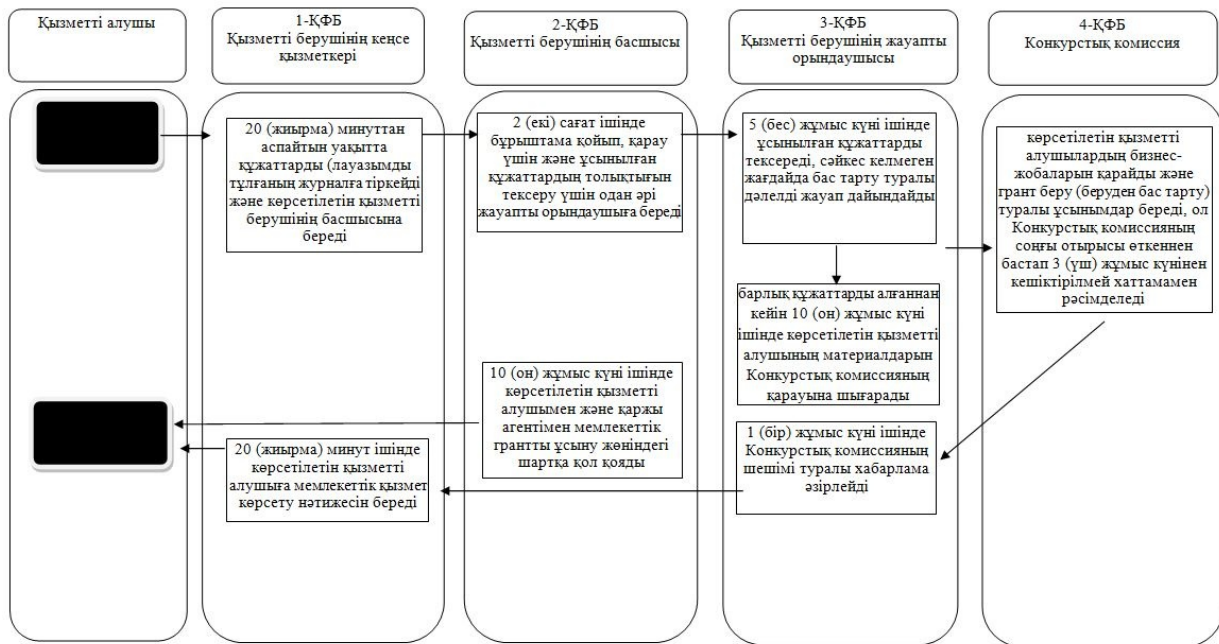 Қызметті алушы
1-ҚФБ
Қызметті берушінің кеңсе
қызметкері
2-ҚФБ
Қызметті берушінің басшысы
3-ҚФБ
Қызметті берушінің жауапты
орындаушысы
4-ҚФБ
Конкурстық комиссия
20 (жиырма) минуттан
аспайтын уақытта
құжаттарды (лауазымды
тұлғаның журналға тіркейді
және көрсетілетін қызметті
берушінің басшысына
береді
2 (екі) сағат ішінде
бұрыштама қойып, қарау
үшін және ұсынылған
құжаттардың толықтығын
тексеру үшін одан әрі
жауапты орындаушыға береді
5 (бес) жұмыс күні ішінде
ұсынылған құжаттарды
тексереді, сәйкес келмеген
жағдайда бас тарту туралы
дәлелді жауап дайындайды
көрсетілетін қызметті
алушылардың бизнес-
жобаларын қарайды және
грант беру (беруден бас тарту)
туралы ұсынымдар береді, ол
Конкурстық комиссияның
соңғы отырысы өткеннен
бастап 3 (үш) жұмыс күнінен
кешіктірілмей хаттамамен
рәсімделеді
барлық құжаттарды алғаннан
кейін 10 (он) жұмыс күні
ішінде көрсетілетін қызметті
алушының материалдарын
Конкурстық комиссияның
қарауына шығарады
10 (он) жұмыс күні ішінде
көрсетілетін қызметті
алушымен және қаржы
агентімен мемлекеттік
грантты ұсыну жөніндегі
шартқа қол қояды
1 (бір) жұмыс күні ішінде
Конкурстық комиссияның
шешімі туралы хабарлама
әзірлейді
20 (жиырма) минут ішінде
көрсетілетін қызметті
алушыға мемлекеттік қызмет
көрсету нәтижесін береді